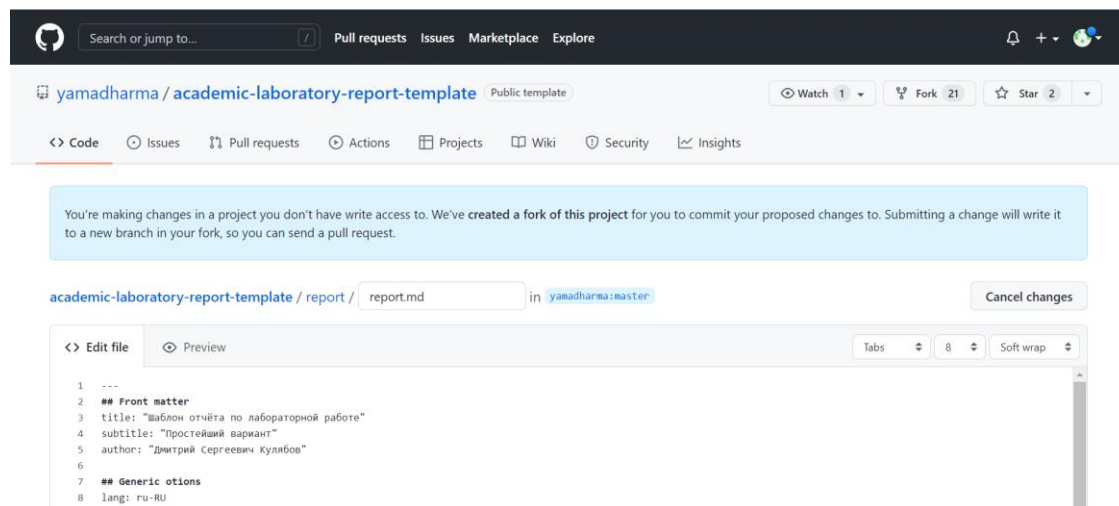 Search or jump to... / Pull requests Issues Marketplace Explore
yamadharma / academic-laboratory-report-template Public template Watch 1 Fork 21 Star 2
<> Code Issues Pull requests Actions Projects Wiki Security Insights
You're making changes in a project you don't have write access to. We've created a fork of this project for you to commit your proposed changes to. Submitting a change will write it
to a new branch in your fork, so you can send a pull request.
academic-laboratory-report-template / report / report.md in yamadharma:master Cancel changes
<> Edit file Preview Tabs 8 Soft wrap
1 ---
2 ## Front matter
3 title: "Шаблон отчёта по лабораторной работе"
4 subtitle: "Простейший вариант"
5 author: "Дмитрий Сергеевич Кулябов"
6
7 ## Generic otions
8 lang: ru-RU